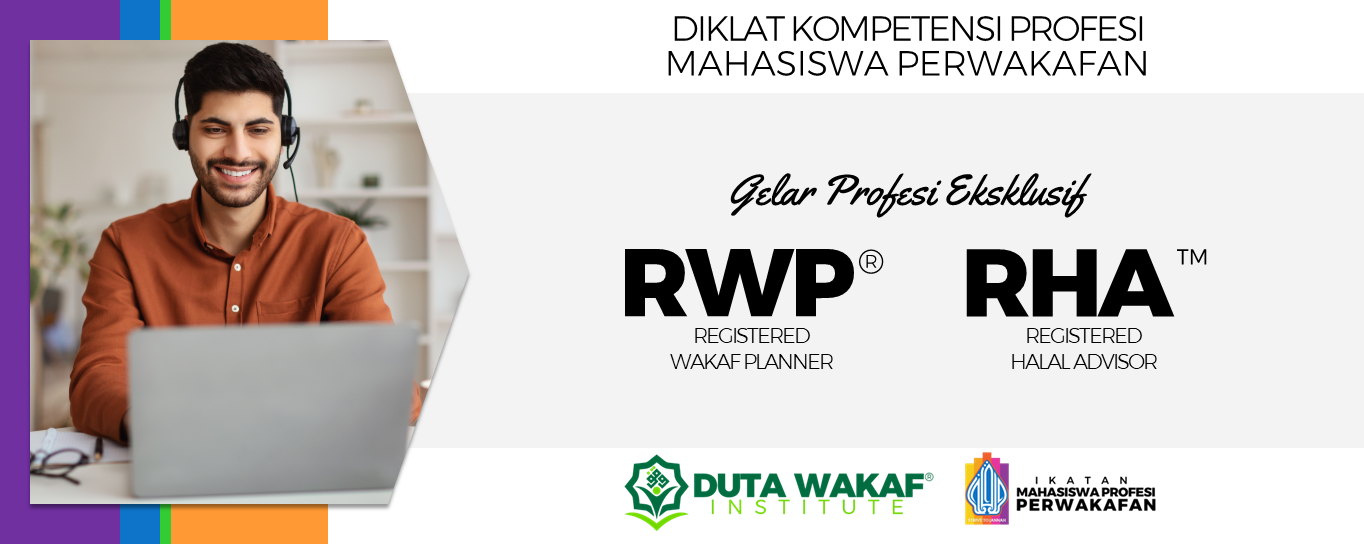 DIKLAT KOMPETENSI PROFESI
MAHASISWA PERWAKAFAN
Gelar Profesi Eksklusif
RWP®
REGISTERED
WAKAF PLANNER
RHA™
REGISTERED
HALAL ADVISOR
DUTA WAKAF®
INSTITUTE
IKATAN
MAHASISWA PROFESI
PERWAKAFAN